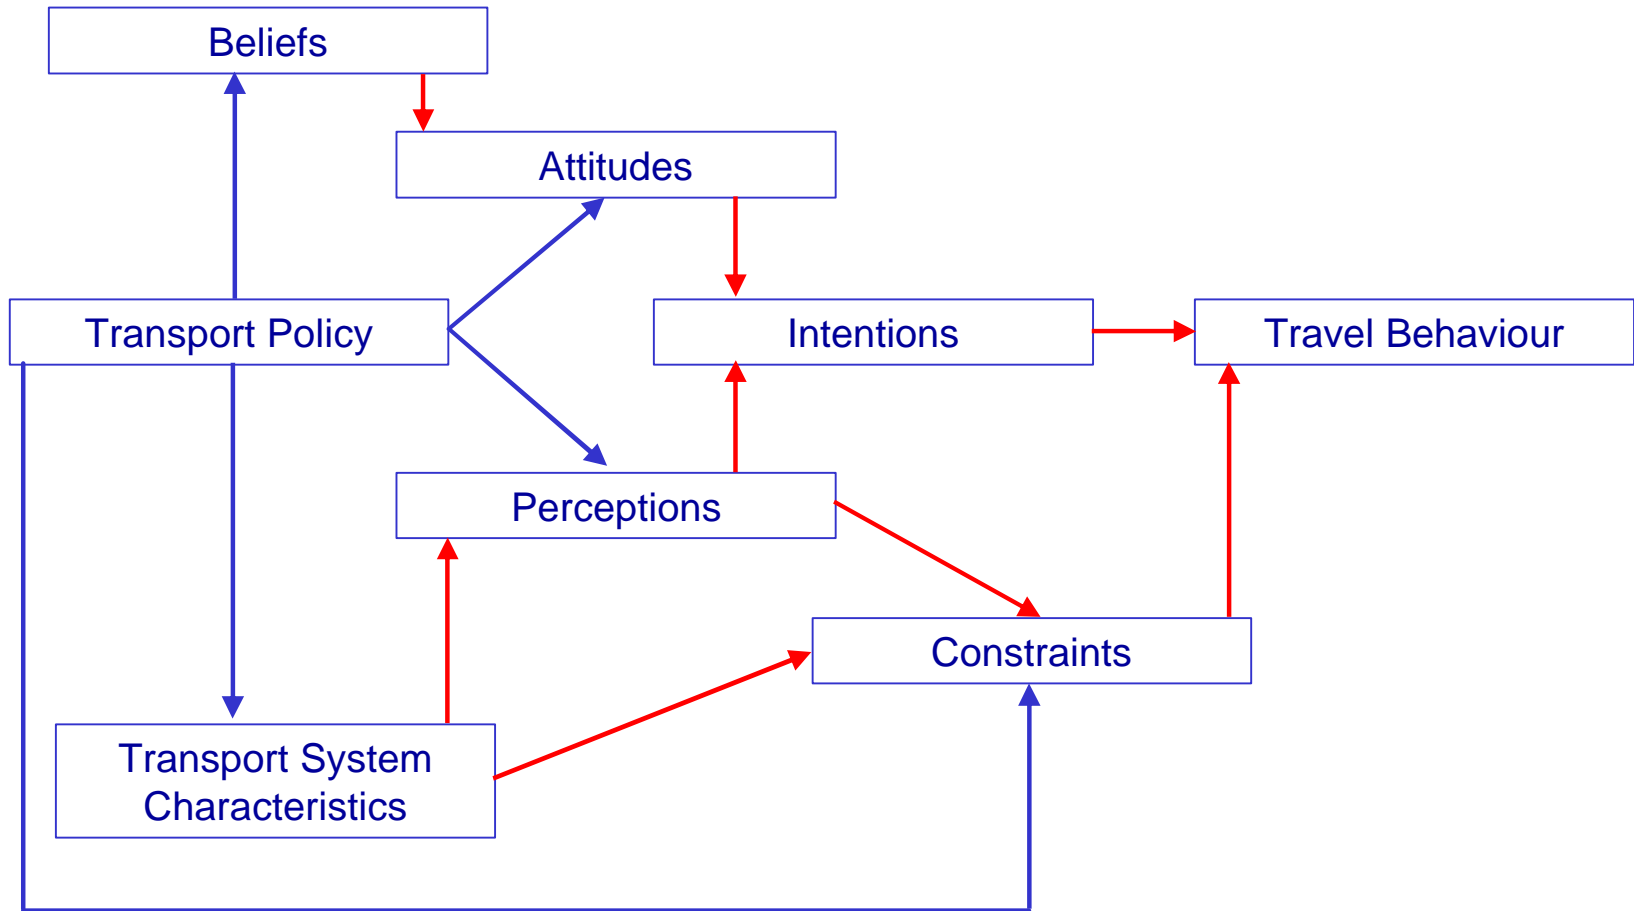 Beliefs
Attitudes
Transport Policy
Intentions
Travel Behaviour
Perceptions
Constraints
Transport System
Characteristics